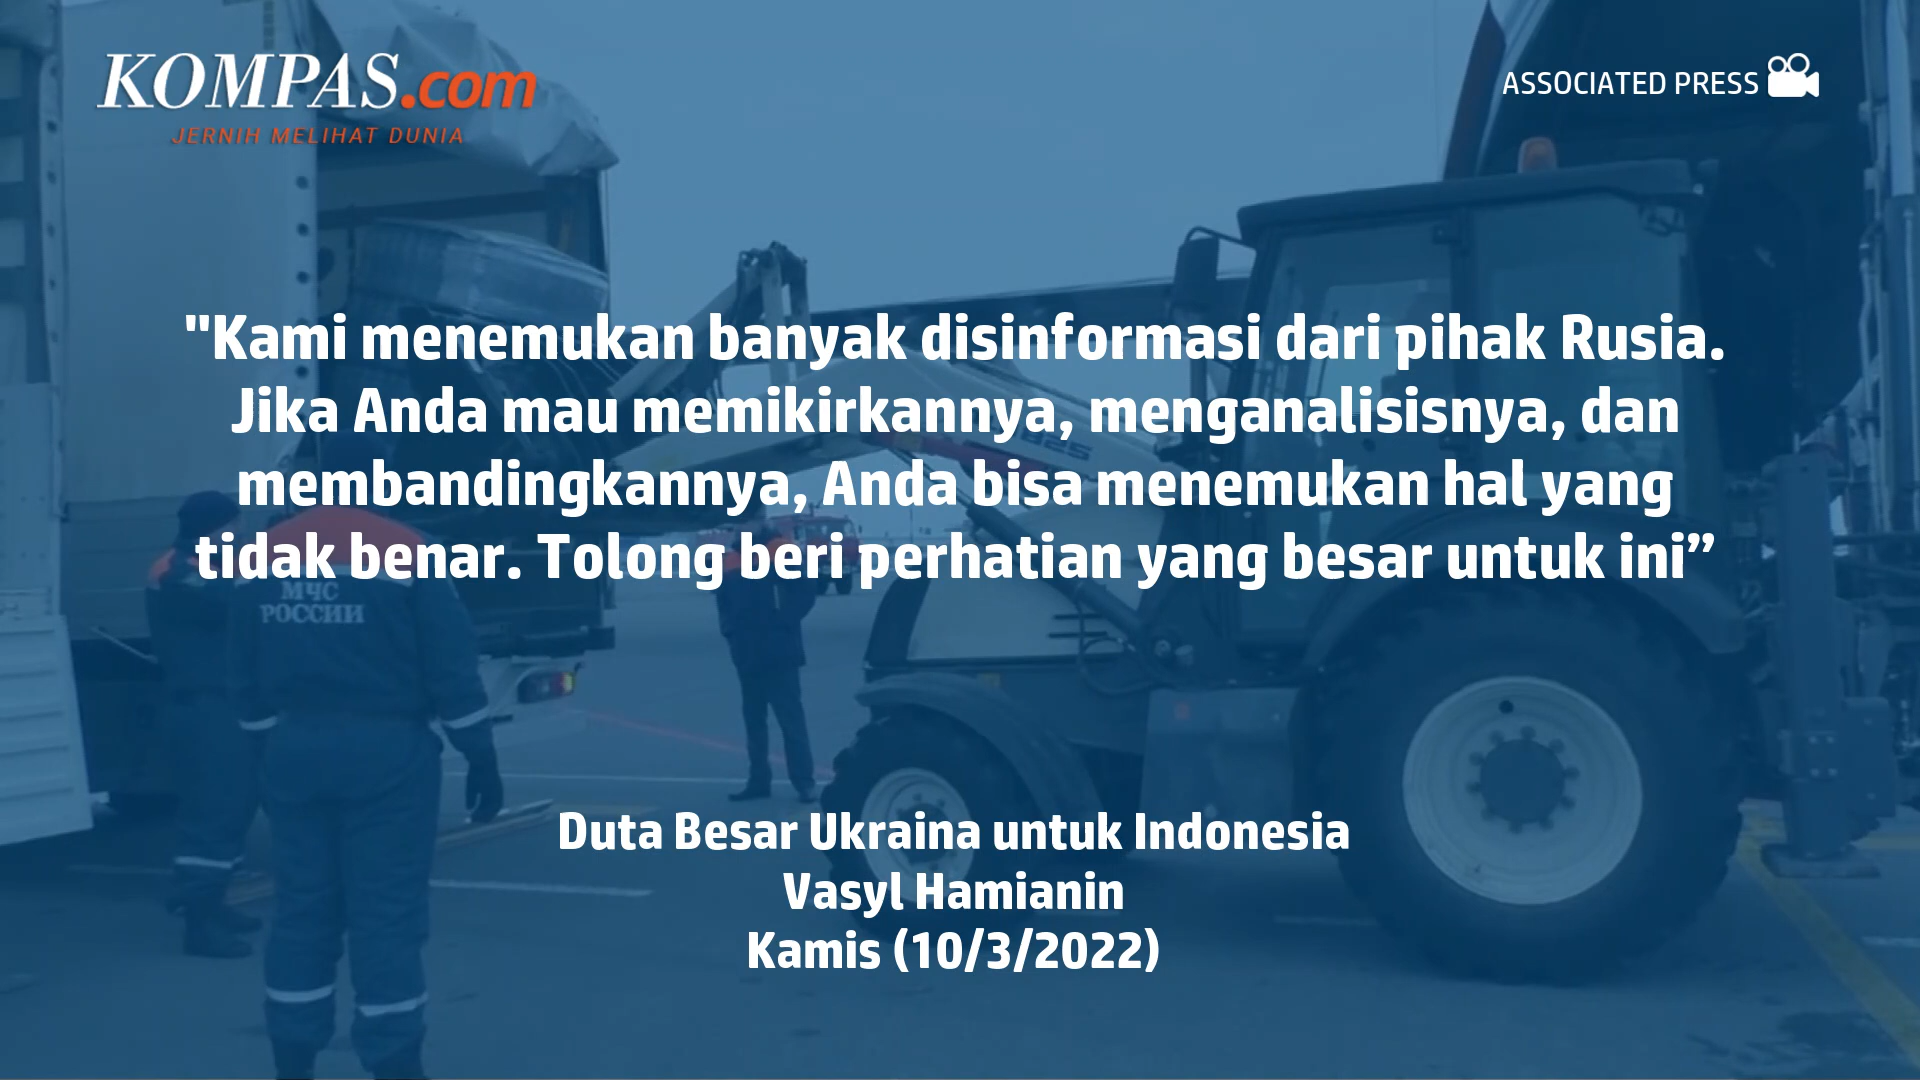 KOMPAS.com
JERNIH MELIHAT DUNIA
ASSOCIATED PRESS
"Kami menemukan banyak disinformasi dari pihak Rusia.
Jika Anda mau memikirkannya, menganalisisnya, dan
membandingkannya, Anda bisa menemukan hal yang
tidak benar. Tolong beri perhatian yang besar untuk ini”
825
МЧС
РОССИИ
Duta Besar Ukraina untuk Indonesia
Vasyl Hamianin
Kamis (10/3/2022)